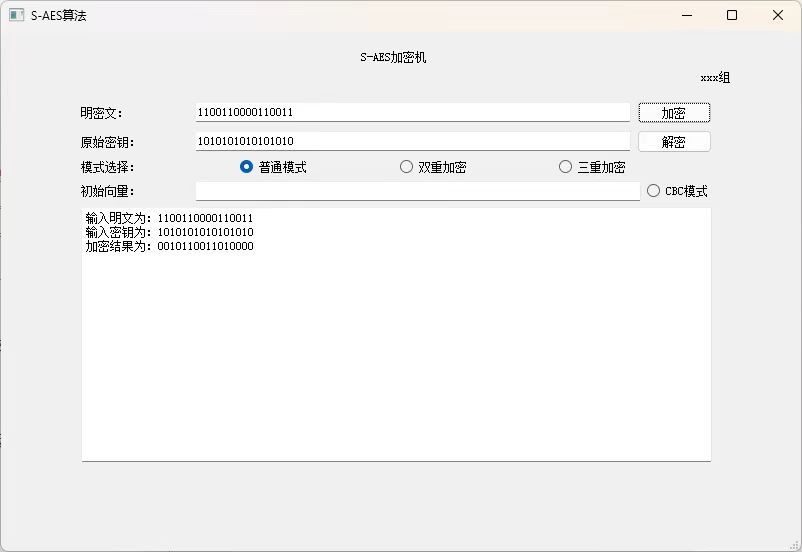 S-AES算法
S-AES加密机
xxx组
明密文: 1100110000110011 加密
原始密钥: 1010101010101010 解密
模式选择: 普通模式 双重加密 三重加密
初始向量: CBC模式
输入明文为: 1100110000110011
输入密钥为: 1010101010101010
加密结果为: 0010110011010000